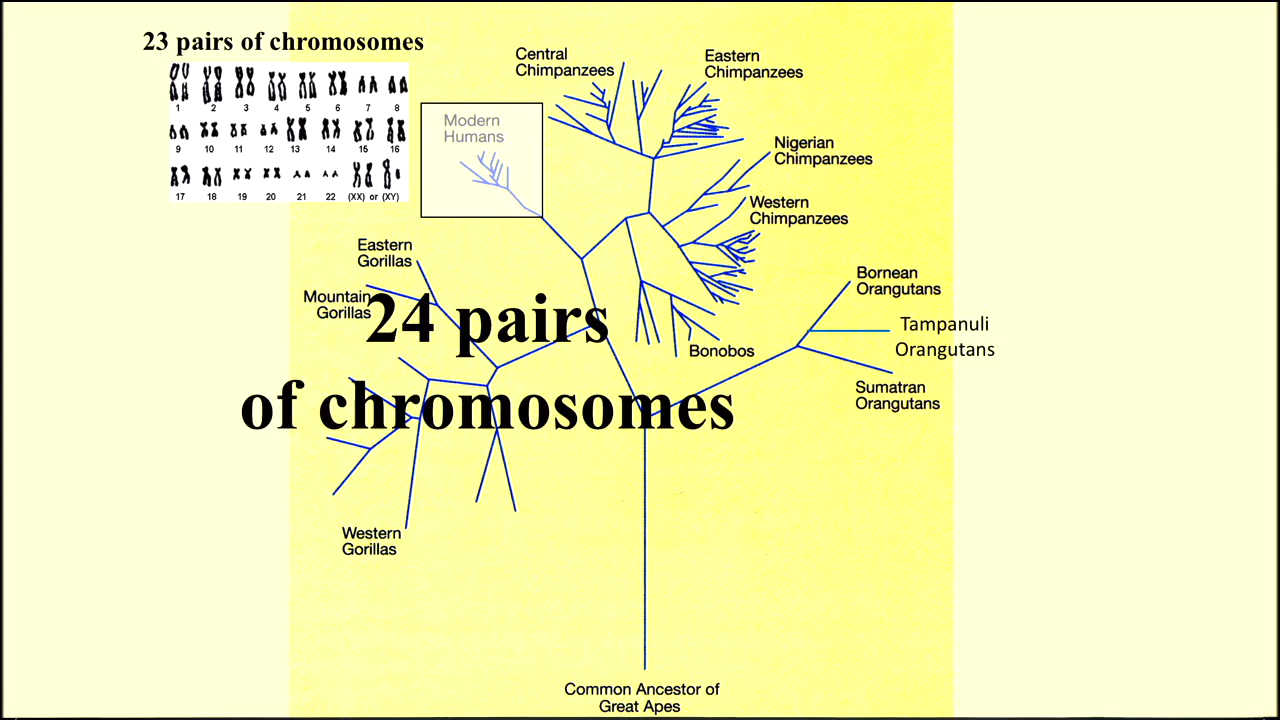 23 pairs of chromosomes
1 2 3 4 5 6 7 8
9 10 11 12 13 14 15 16
17 18 19 20 21 22 (XX) or (XY)
Modern
Humans
Central
Chimpanzees
Eastern
Chimpanzees
Nigerian
Chimpanzees
Western
Chimpanzees
Eastern
Gorillas
Mountain
Gorillas
24 pairs
of chromosomes
Bonobos
Bornean
Orangutans
Tampanuli
Orangutans
Sumatran
Orangutans
Western
Gorillas
Common Ancestor of
Great Apes